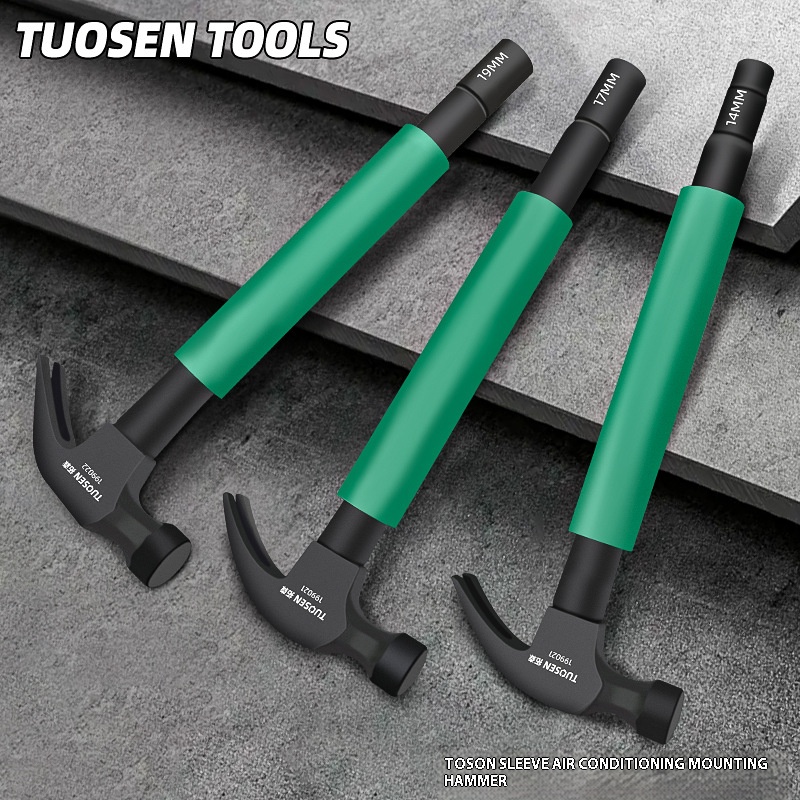 TUOSEN TOOLS
19MM
17MM
14MM
TUOSEN 拓森
199022
TUOSEN 拓森
199021
TUOSEN 拓森
199021
TOSON SLEEVE AIR CONDITIONING MOUNTING
HAMMER